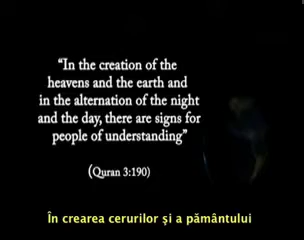 “In the creation of the
heavens and the earth and
in the alternation of the night
and the day, there are signs for
people of understanding”
(Quran 3:190)
În crearea cerurilor și a pământului